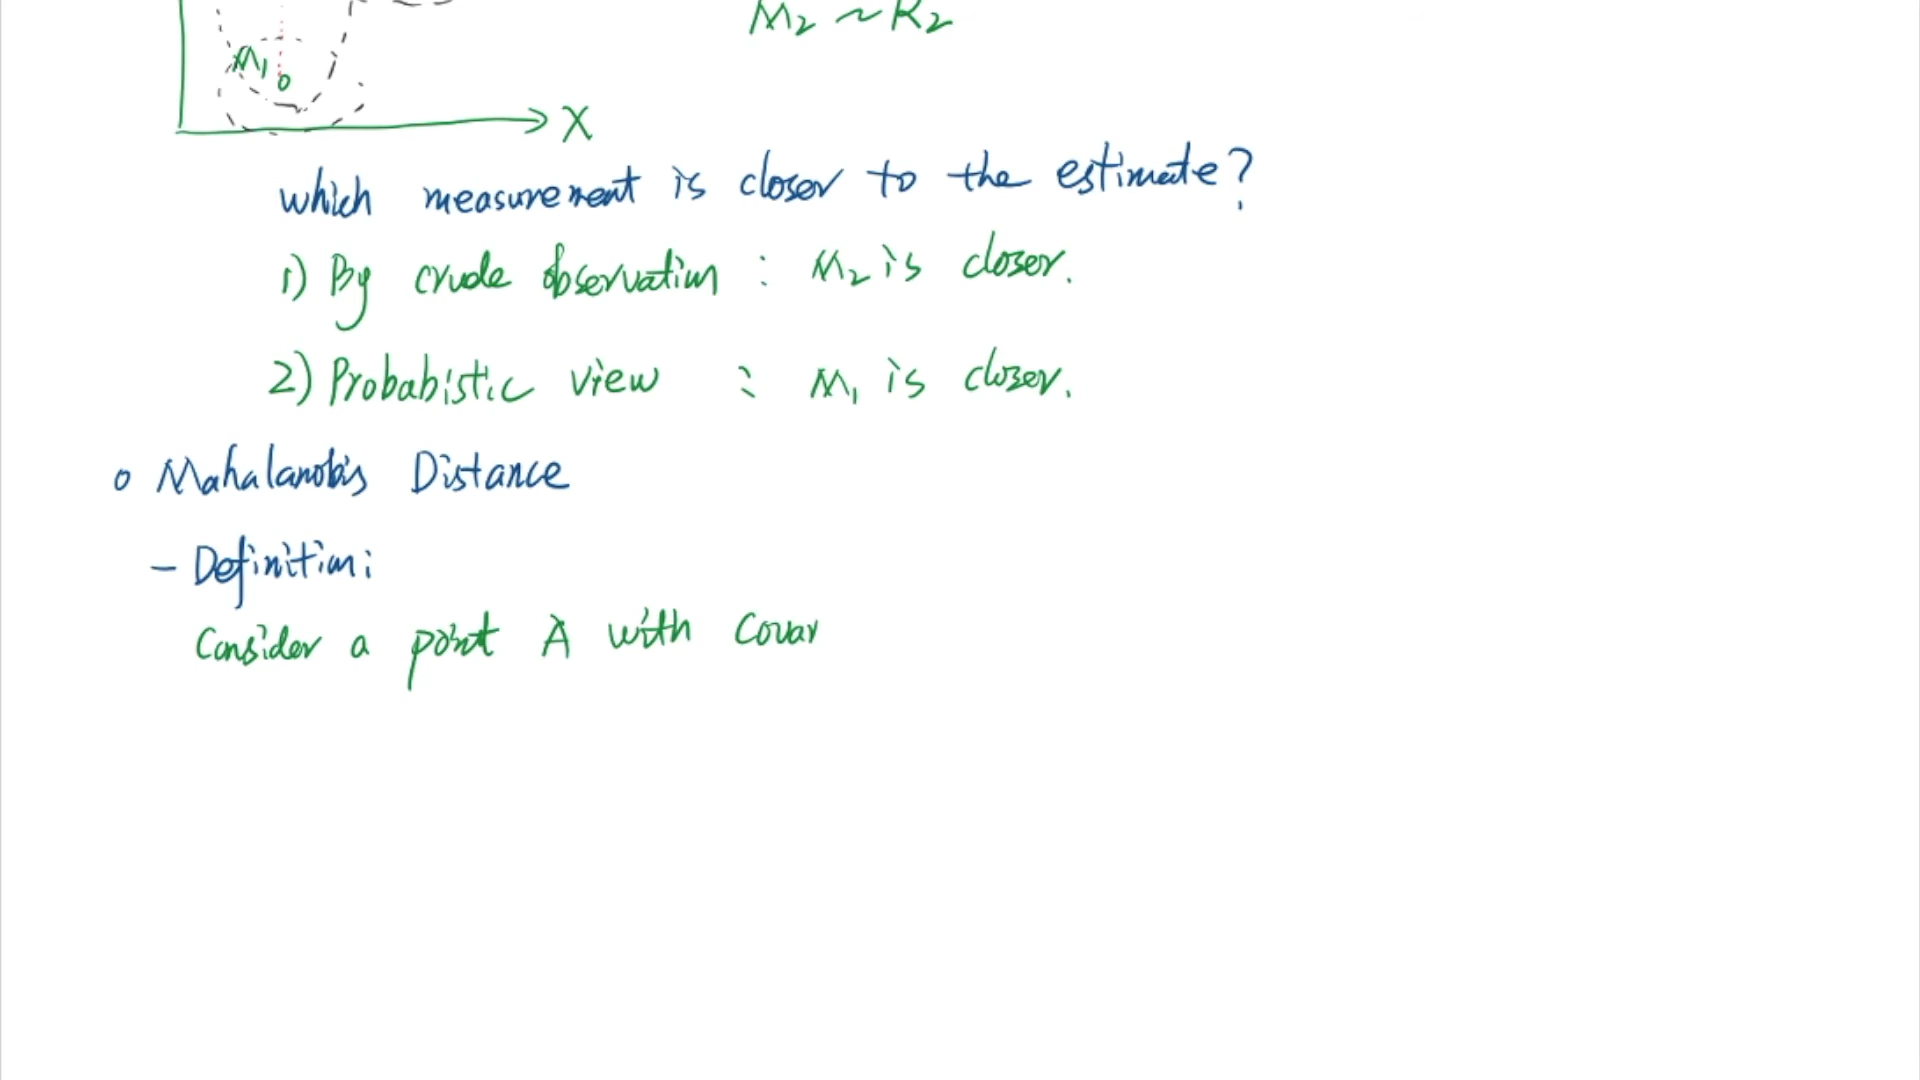 M2 ~ R2
M1
X
which measurement is closer to the estimate?
1) By crude observation : M2 is closer.
2) Probabistic view : M1 is closer.
o Mahalanobis Distance
- Definition:
Consider a point A with Covar